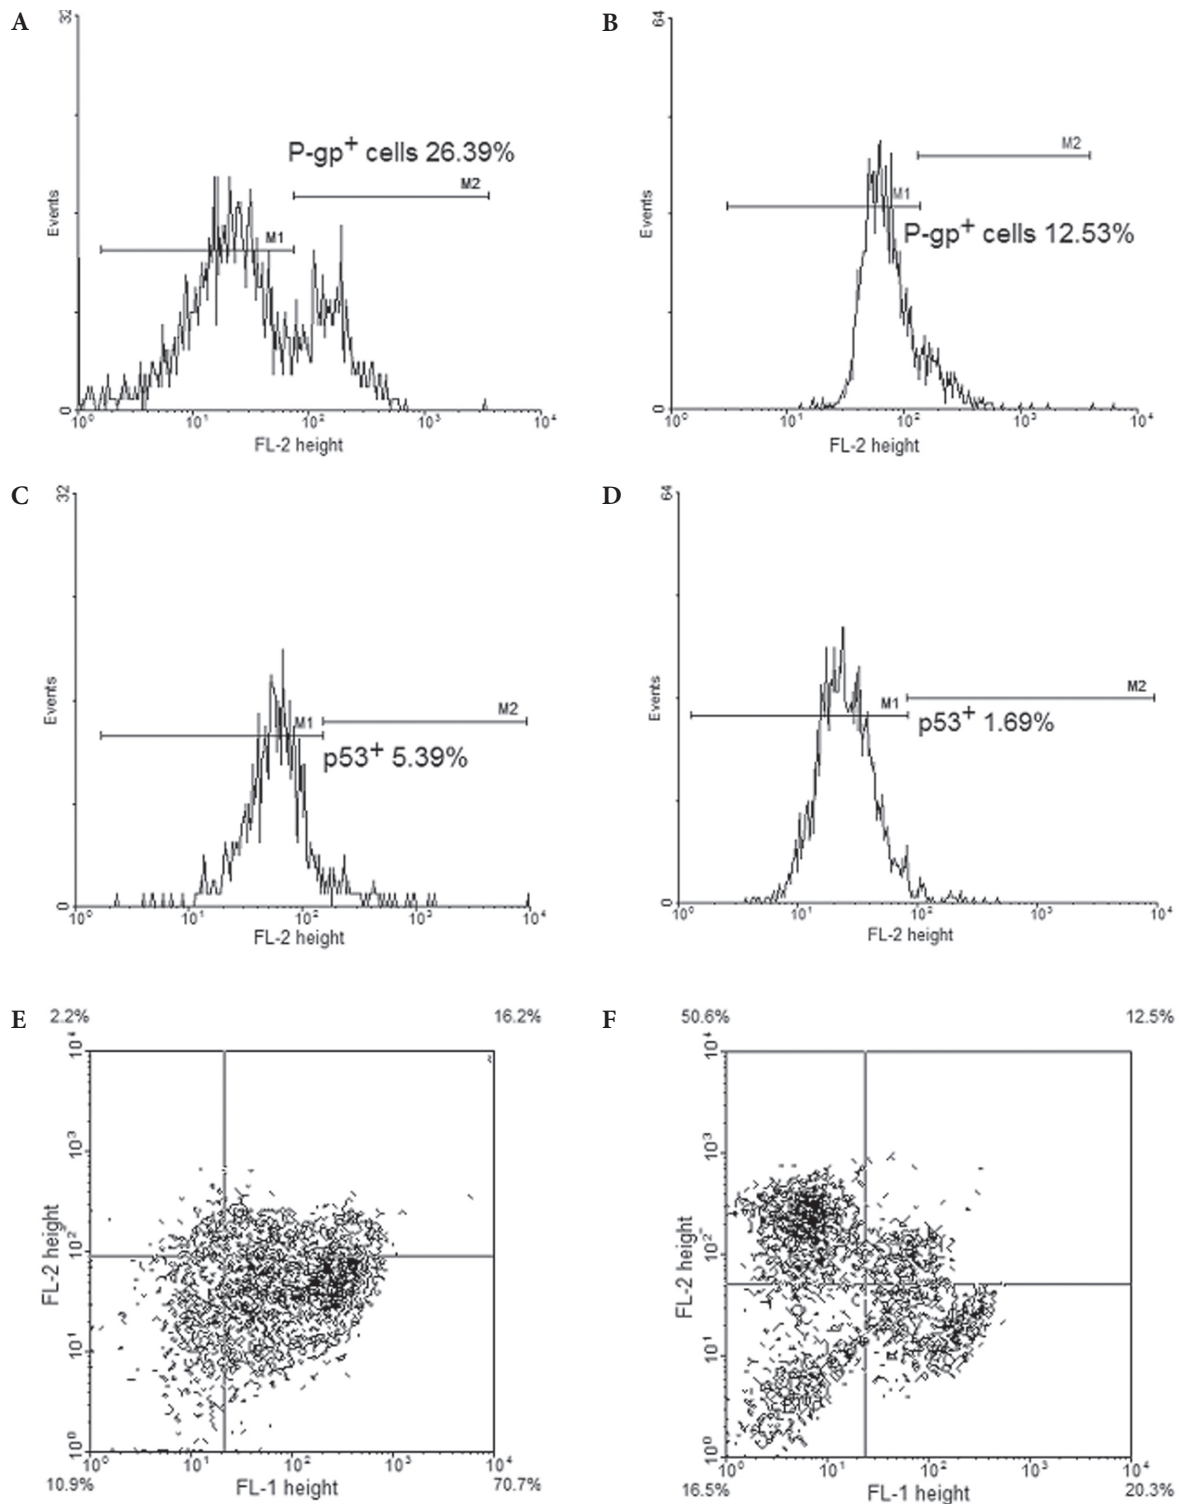 A
32
P-gp+ cells 26.39%
M2
M1
Events
0
10⁰ 10¹ 10² 10³ 10⁴
FL-2 height
B
64
M2
M1
P-gp+ cells 12.53%
Events
0
10⁰ 10¹ 10² 10³ 10⁴
FL-2 height
C
32
M1
M2
p53+ 5.39%
Events
0
10⁰ 10¹ 10² 10³ 10⁴
FL-2 height
D
64
M2
M1
p53+ 1.69%
Events
0
10⁰ 10¹ 10² 10³ 10⁴
FL-2 height
E
2.2% 16.2%
10⁴
10³
10²
10¹
10⁰
FL-2 height
10⁰ 10¹ 10² 10³ 10⁴
10.9% FL-1 height 70.7%
F
50.6% 12.5%
10⁴
10³
10²
10¹
10⁰
FL-2 height
10⁰ 10¹ 10² 10³ 10⁴
16.5% FL-1 height 20.3%